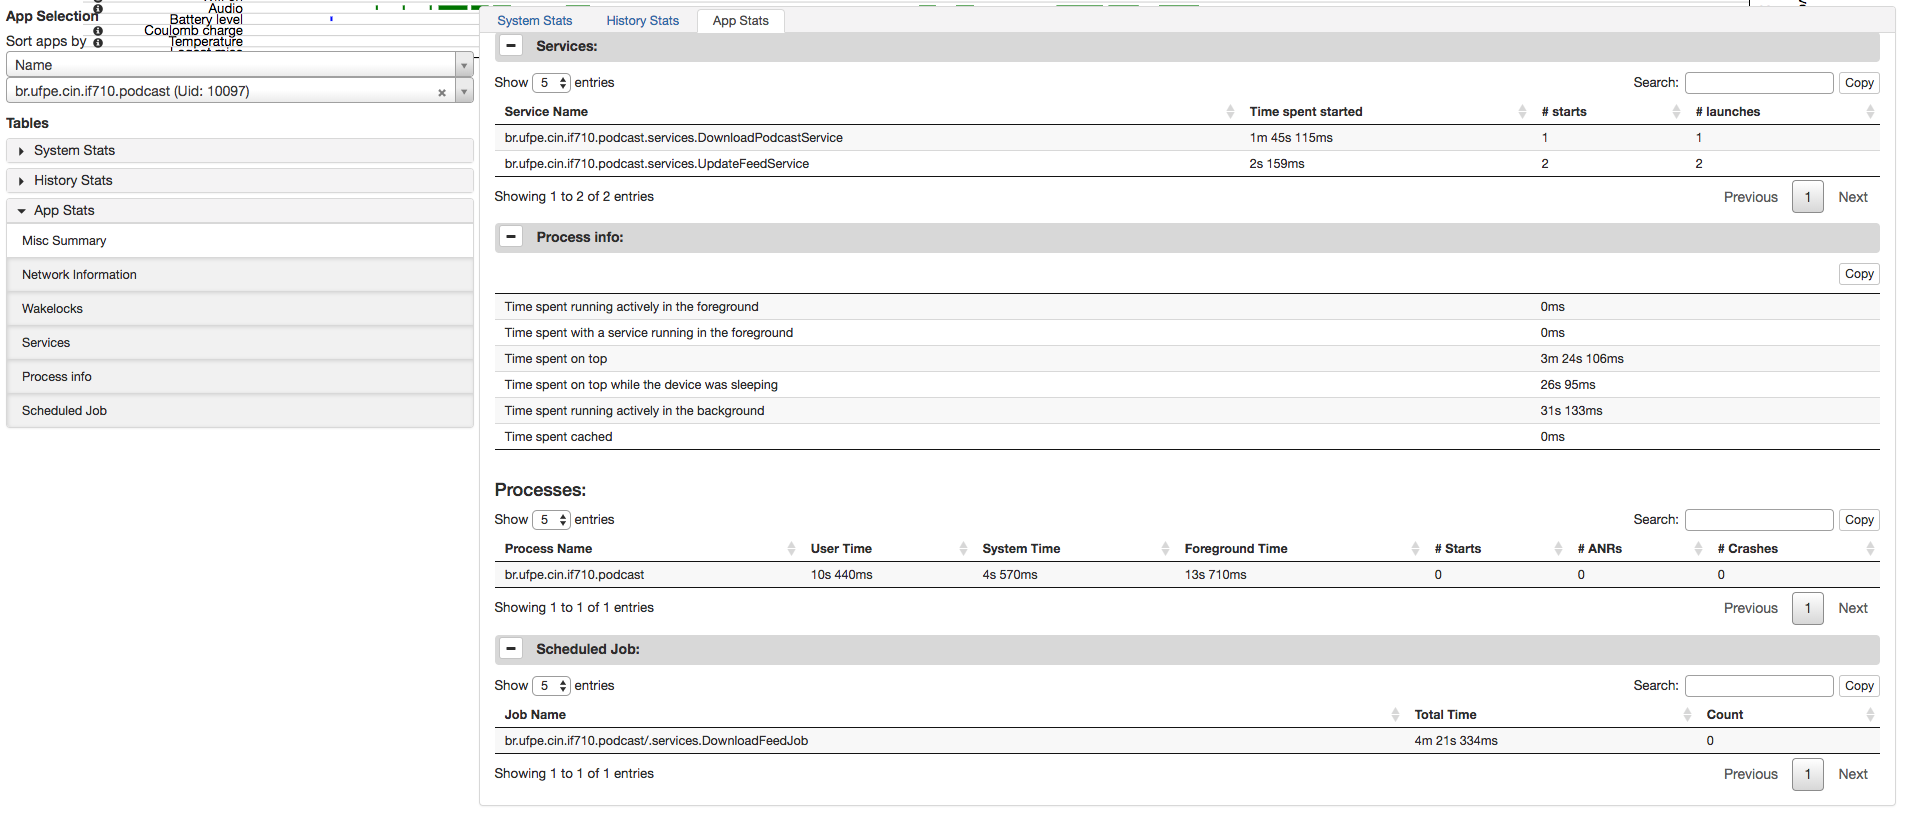 App Selection
Audio
Battery level
Coulomb charge
Temperature
Sort apps by
Name
br.ufpe.cin.if710.podcast (Uid: 10097)
Tables
System Stats
History Stats
App Stats
Misc Summary
Network Information
Wakelocks
Services
Process info
Scheduled Job
System Stats History Stats App Stats
Services:
Show 5 entries Search: Copy
Service Name Time spent started # starts # launches
br.ufpe.cin.if710.podcast.services.DownloadPodcastService 1m 45s 115ms 1 1
br.ufpe.cin.if710.podcast.services.UpdateFeedService 2s 159ms 2 2
Showing 1 to 2 of 2 entries Previous 1 Next
Process info:
Copy
Time spent running actively in the foreground 0ms
Time spent with a service running in the foreground 0ms
Time spent on top 3m 24s 106ms
Time spent on top while the device was sleeping 26s 95ms
Time spent running actively in the background 31s 133ms
Time spent cached 0ms
Processes:
Show 5 entries Search: Copy
Process Name User Time System Time Foreground Time # Starts # ANRs # Crashes
br.ufpe.cin.if710.podcast 10s 440ms 4s 570ms 13s 710ms 0 0 0
Showing 1 to 1 of 1 entries Previous 1 Next
Scheduled Job:
Show 5 entries Search: Copy
Job Name Total Time Count
br.ufpe.cin.if710.podcast/.services.DownloadFeedJob 4m 21s 334ms 0
Showing 1 to 1 of 1 entries Previous 1 Next